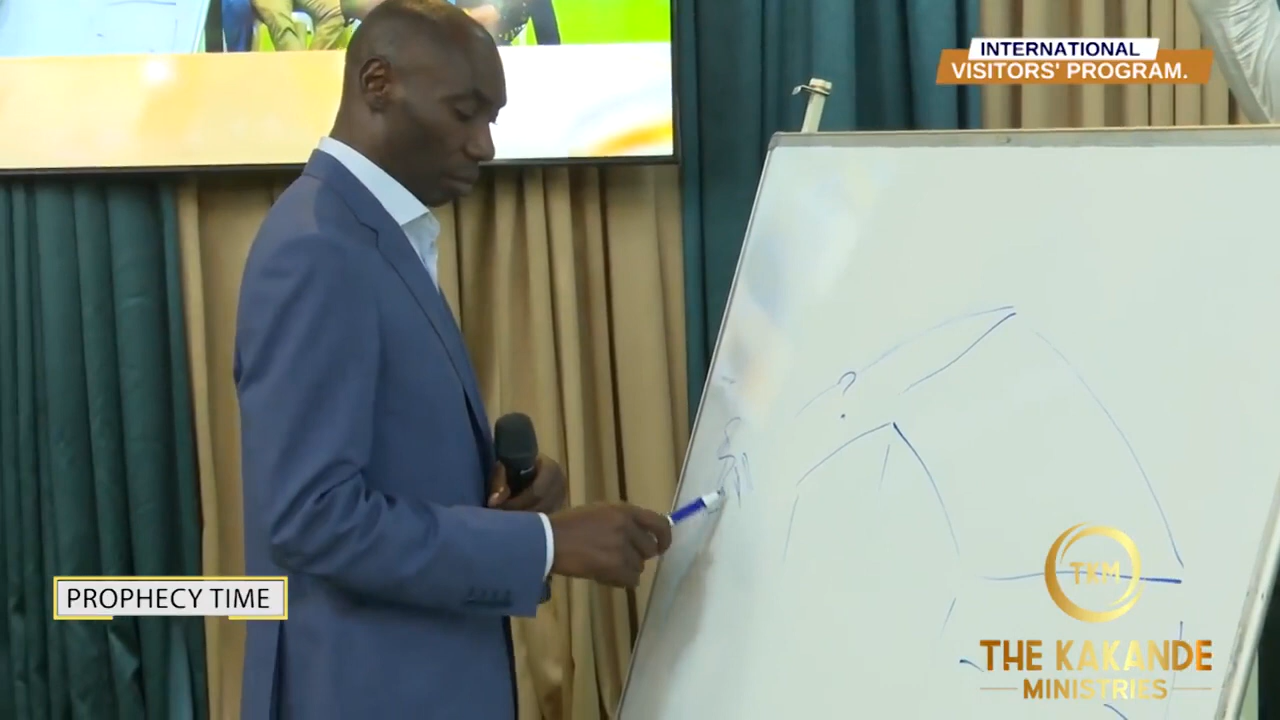 INTERNATIONAL
VISITORS' PROGRAM.
?
PROPHECY TIME
TKM
THE KAKANDE
MINISTRIES